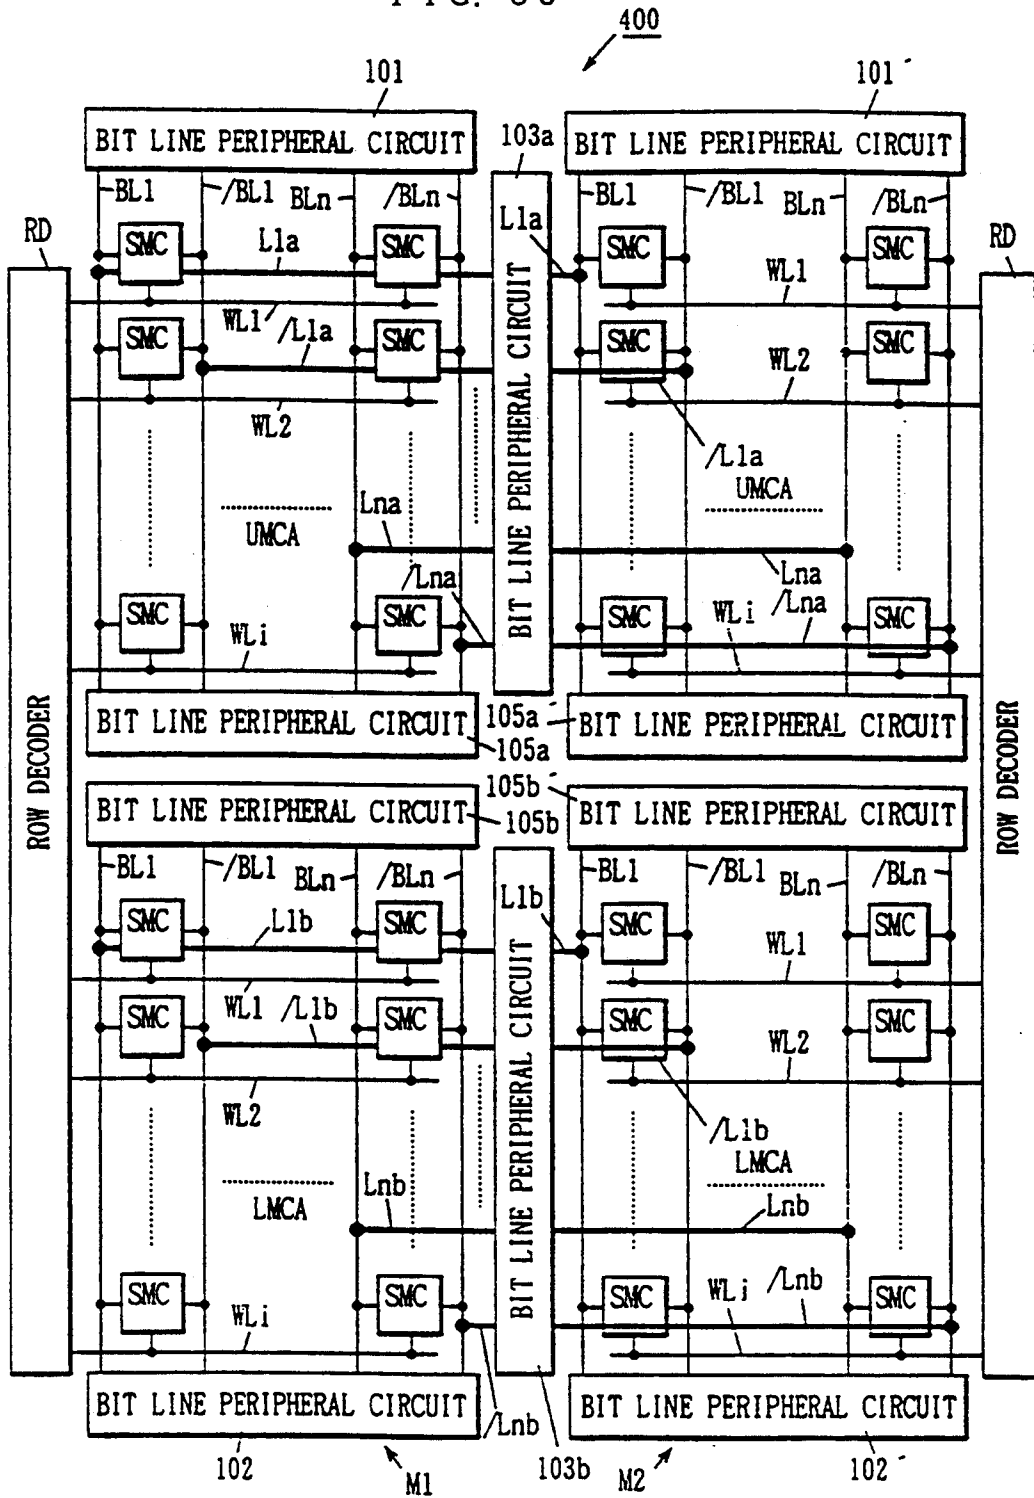 400
101
101'
BIT LINE PERIPHERAL CIRCUIT
103a
BIT LINE PERIPHERAL CIRCUIT
BL1 /BL1 BLn /BLn
BL1 /BL1 BLn /BLn
RD
L1a
RD
SMC L1a SMC
SMC WL1 SMC
WL1 /L1a
SMC SMC
SMC WL2 SMC
WL2
/L1a
UMCA
UMCA
Lna
Lna
/Lna
/Lna
SMC WLi SMC
SMC WLi SMC
BIT LINE PERIPHERAL CIRCUIT
ROW DECODER
ROW DECODER
BIT LINE PERIPHERAL CIRCUIT
105a'
BIT LINE PERIPHERAL CIRCUIT
105a
105b'
BIT LINE PERIPHERAL CIRCUIT
105b
BIT LINE PERIPHERAL CIRCUIT
BL1 /BL1 BLn /BLn
BL1 /BL1 BLn /BLn
L1b
SMC L1b SMC
SMC WL1 SMC
WL1 /L1b
SMC SMC
SMC WL2 SMC
WL2
/L1b
LMCA
LMCA
Lnb
Lnb
/Lnb
SMC WLi SMC
SMC WLi SMC
BIT LINE PERIPHERAL CIRCUIT
BIT LINE PERIPHERAL CIRCUIT
BIT LINE PERIPHERAL CIRCUIT
/Lnb
102
M1
103b
M2
102'